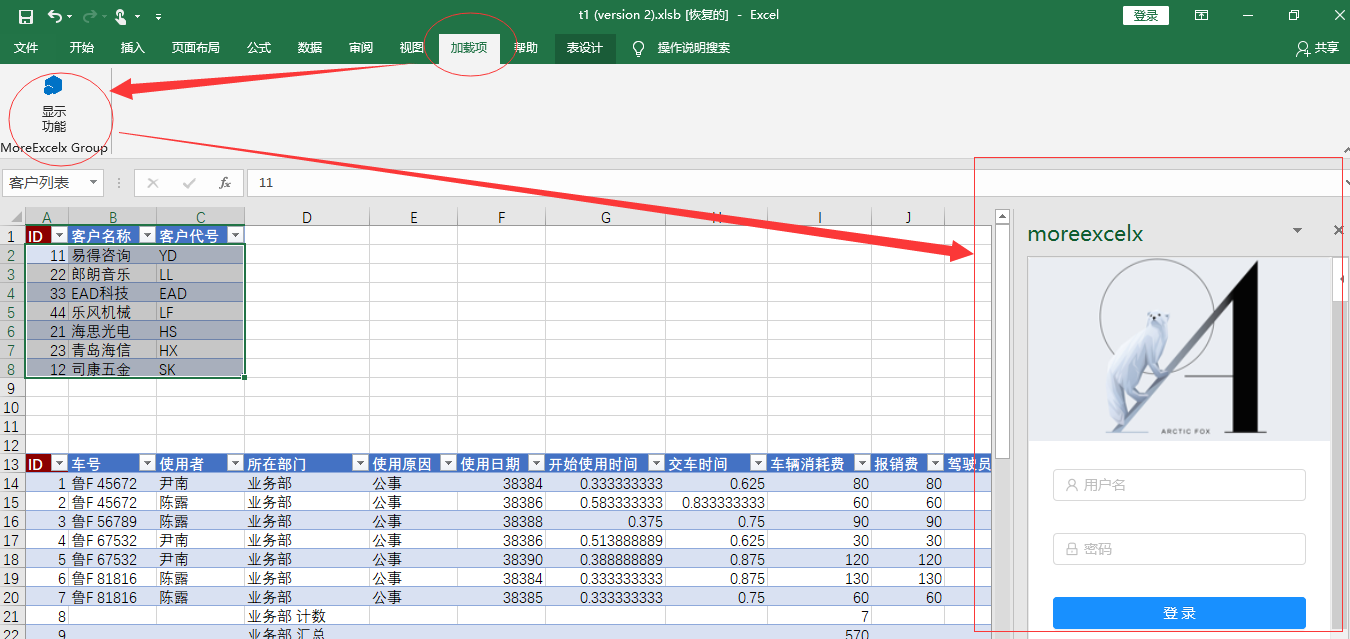 t1 (version 2).xlsb [恢复的] - Excel 登录
文件 开始 插入 页面布局 公式 数据 审阅 视图 加载项 帮助 表设计 操作说明搜索 共享
显示
功能
MoreExcelx Group
客户列表 fx 11
A B C D E F G H I J
1 ID 客户名称 客户代号
2 11 易得咨询 YD
3 22 郎朗音乐 LL
4 33 EAD科技 EAD
5 44 乐风机械 LF
6 21 海思光电 HS
7 23 青岛海信 HX
8 12 司康五金 SK
9
10
11
12
13 ID 车号 使用者 所在部门 使用原因 使用日期 开始使用时间 交车时间 车辆消耗费 报销费 驾驶员
14 1 鲁F 45672 尹南 业务部 公事 38384 0.333333333 0.625 80 80
15 2 鲁F 45672 陈露 业务部 公事 38386 0.583333333 0.833333333 60 60
16 3 鲁F 56789 陈露 业务部 公事 38388 0.375 0.75 90 90
17 4 鲁F 67532 尹南 业务部 公事 38386 0.513888889 0.625 30 30
18 5 鲁F 67532 尹南 业务部 公事 38390 0.388888889 0.875 120 120
19 6 鲁F 81816 陈露 业务部 公事 38384 0.333333333 0.875 130 130
20 7 鲁F 81816 陈露 业务部 公事 38385 0.333333333 0.75 60 60
21 8 业务部 计数 7
22 9 业务部 汇总 570
moreexcelx
A
ARCTIC FOX
用户名
密码
登 录